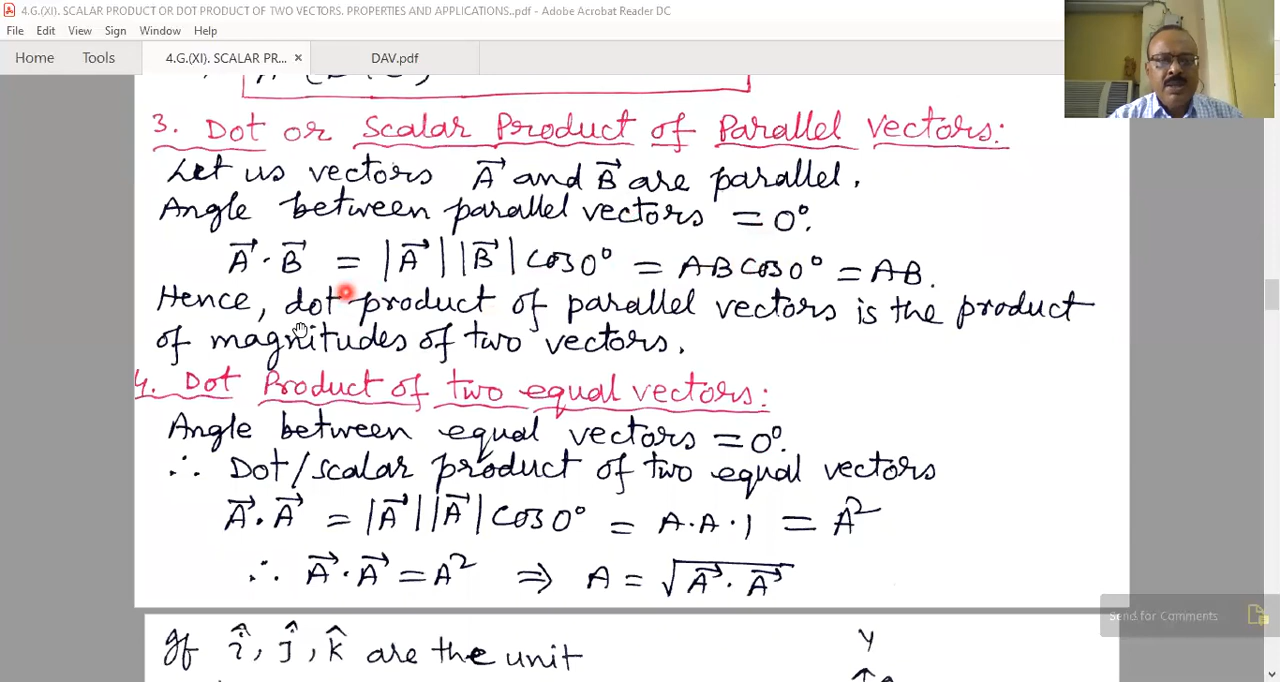 4.G.(XI). SCALAR PRODUCT OR DOT PRODUCT OF TWO VECTORS. PROPERTIES AND APPLICATIONS..pdf - Adobe Acrobat Reader DC
File Edit View Sign Window Help
Home Tools 4.G.(XI). SCALAR PR... × DAV.pdf
3. Dot or Scalar Product of Parallel vectors:
Let us vectors A⃗ and B⃗ are parallel.
Angle between parallel vectors = 0°.
A⃗ · B⃗ = |A⃗| |B⃗| cos 0° = AB cos 0° = AB.
Hence, dot product of parallel vectors is the product
of magnitudes of two vectors.
4. Dot Product of two equal vectors:
Angle between equal vectors = 0°.
∴ Dot/scalar product of two equal vectors
A⃗ · A⃗ = |A⃗| |A⃗| cos 0° = A·A·1 = A²
∴ A⃗ · A⃗ = A² ⇒ A = √(A⃗ · A⃗)
Send for Comments
If î, ĵ, k̂ are the unit
y